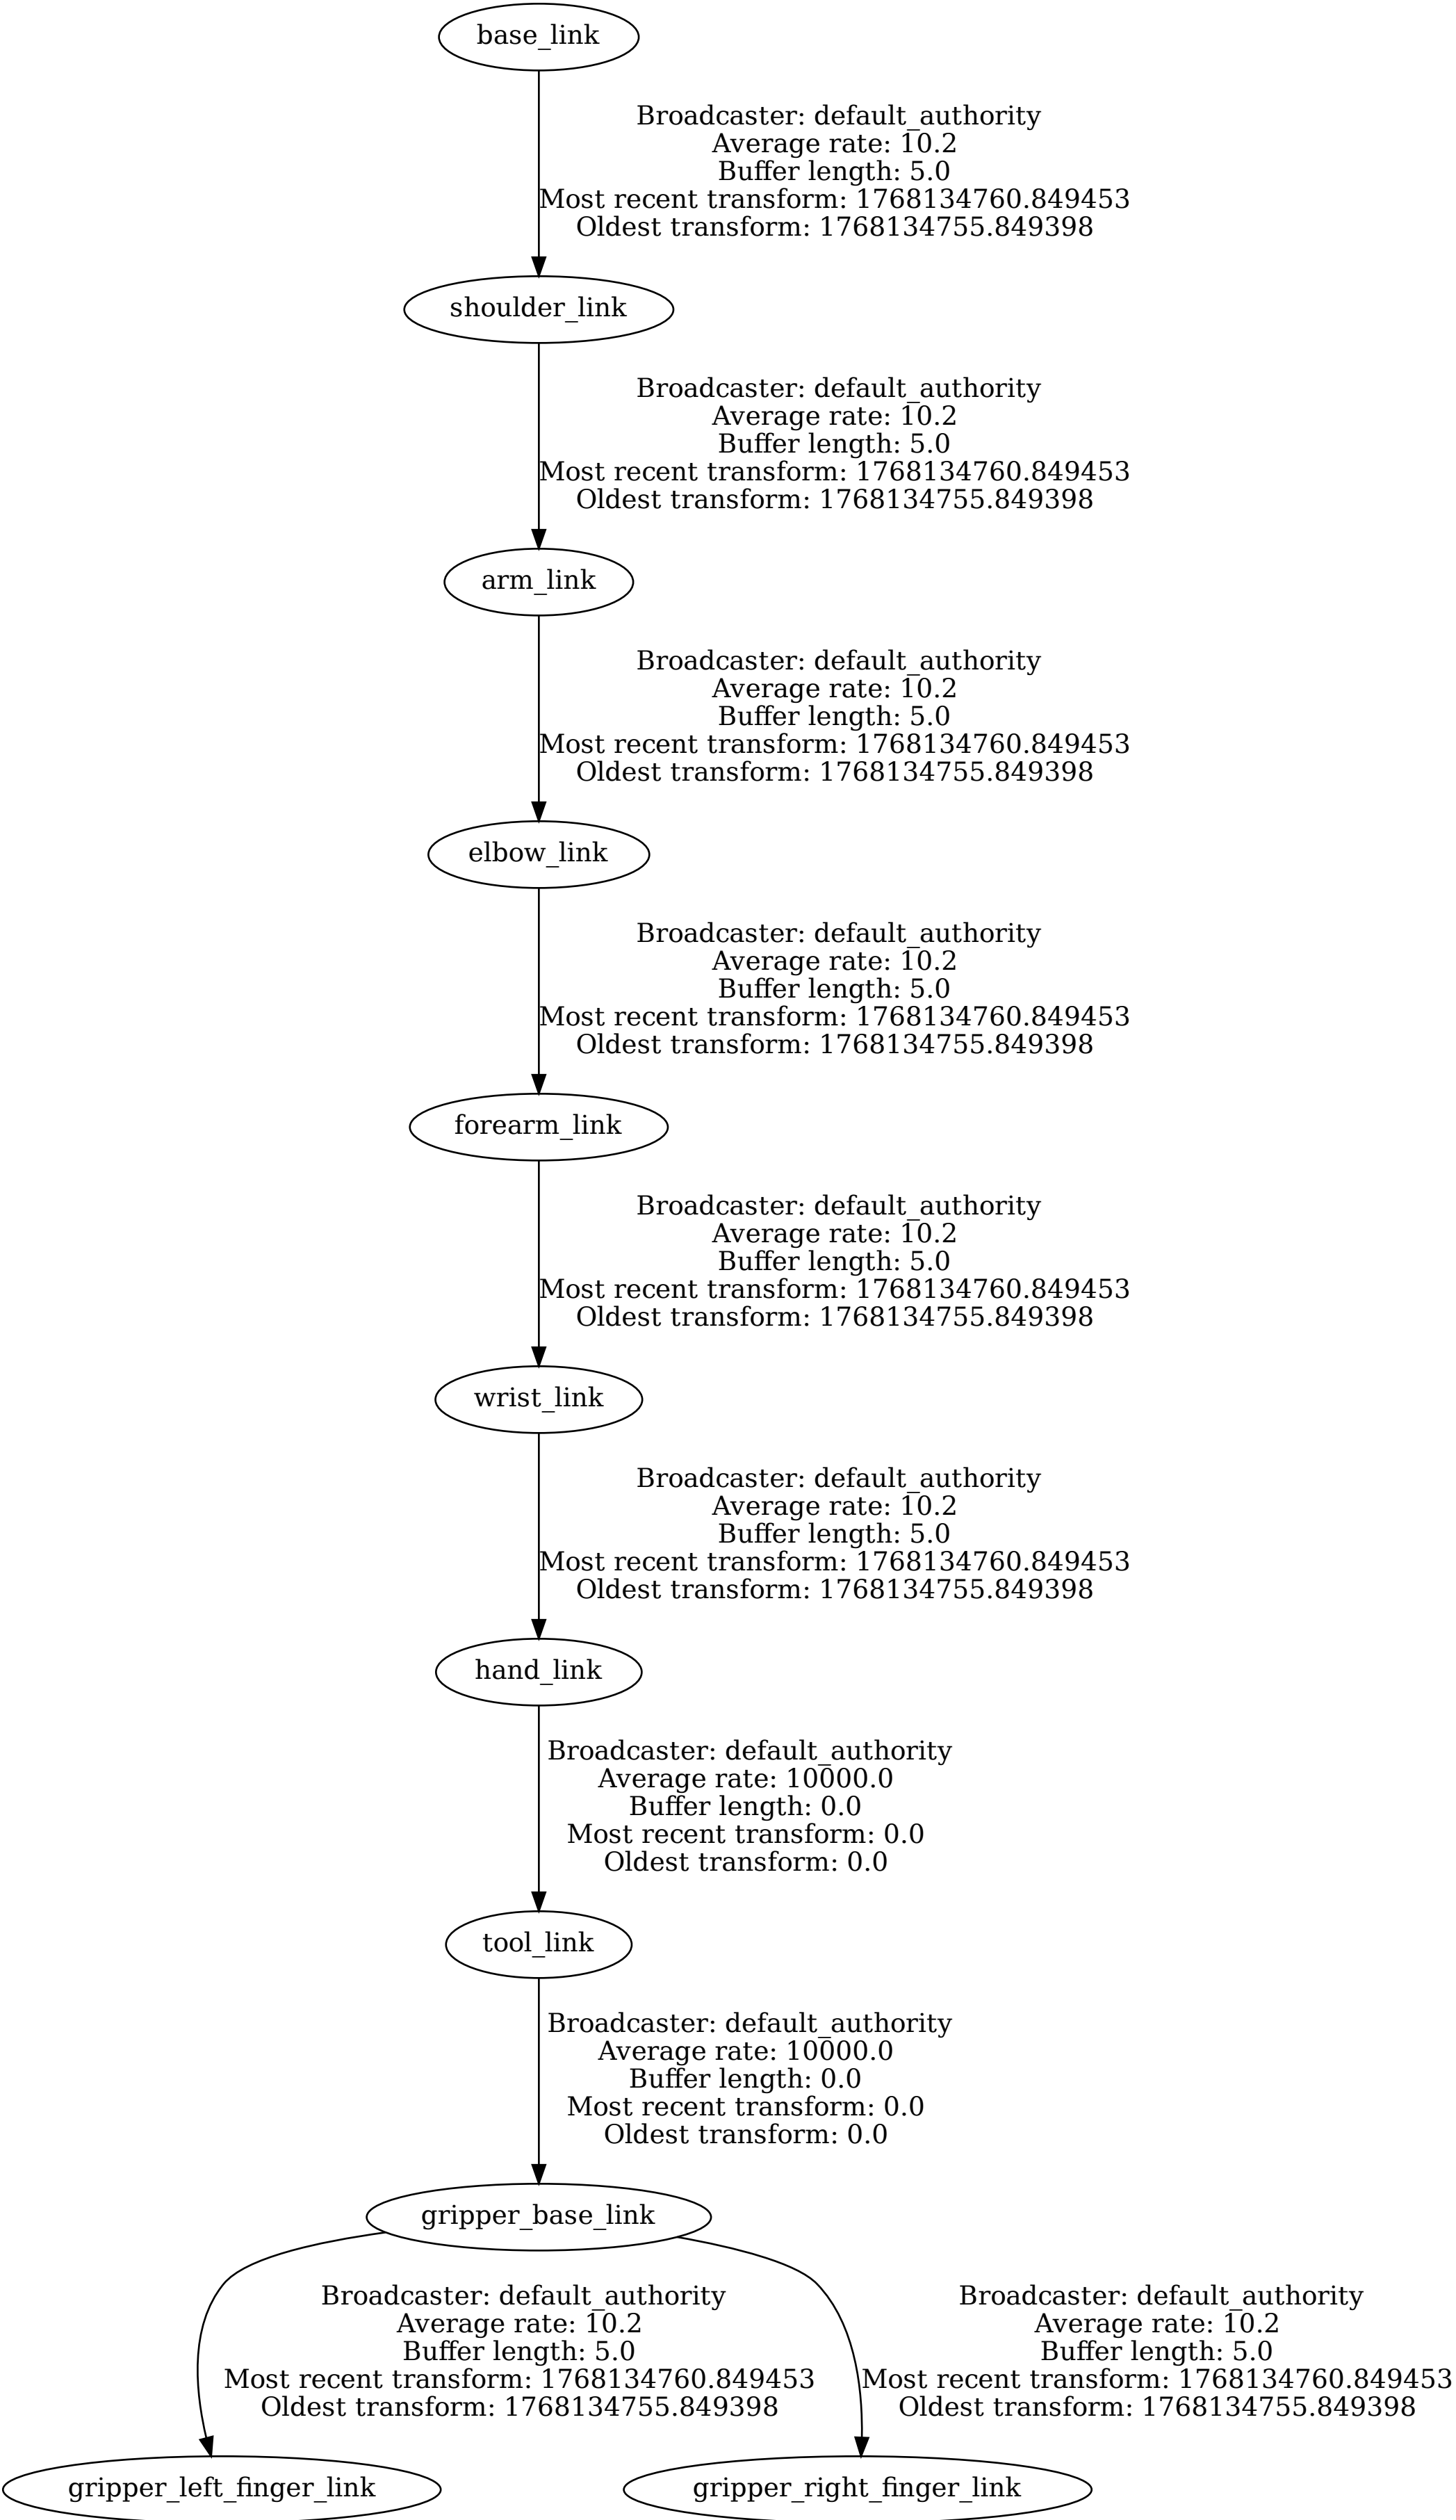 base_link
Broadcaster: default_authority
Average rate: 10.2
Buffer length: 5.0
Most recent transform: 1768134760.849453
Oldest transform: 1768134755.849398
shoulder_link
Broadcaster: default_authority
Average rate: 10.2
Buffer length: 5.0
Most recent transform: 1768134760.849453
Oldest transform: 1768134755.849398
arm_link
Broadcaster: default_authority
Average rate: 10.2
Buffer length: 5.0
Most recent transform: 1768134760.849453
Oldest transform: 1768134755.849398
elbow_link
Broadcaster: default_authority
Average rate: 10.2
Buffer length: 5.0
Most recent transform: 1768134760.849453
Oldest transform: 1768134755.849398
forearm_link
Broadcaster: default_authority
Average rate: 10.2
Buffer length: 5.0
Most recent transform: 1768134760.849453
Oldest transform: 1768134755.849398
wrist_link
Broadcaster: default_authority
Average rate: 10.2
Buffer length: 5.0
Most recent transform: 1768134760.849453
Oldest transform: 1768134755.849398
hand_link
Broadcaster: default_authority
Average rate: 10000.0
Buffer length: 0.0
Most recent transform: 0.0
Oldest transform: 0.0
tool_link
Broadcaster: default_authority
Average rate: 10000.0
Buffer length: 0.0
Most recent transform: 0.0
Oldest transform: 0.0
gripper_base_link
Broadcaster: default_authority
Average rate: 10.2
Buffer length: 5.0
Most recent transform: 1768134760.849453
Oldest transform: 1768134755.849398
Broadcaster: default_authority
Average rate: 10.2
Buffer length: 5.0
Most recent transform: 1768134760.849453
Oldest transform: 1768134755.849398
gripper_left_finger_link
gripper_right_finger_link